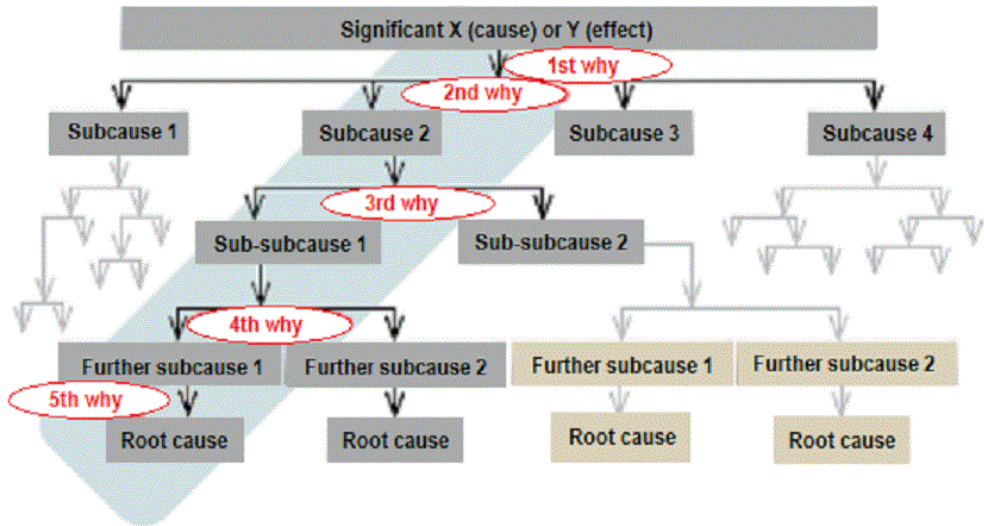 Significant X (cause) or Y (effect)
1st why
2nd why
Subcause 1
Subcause 2
Subcause 3
Subcause 4
3rd why
Sub-subcause 1
Sub-subcause 2
4th why
Further subcause 1
Further subcause 2
Further subcause 1
Further subcause 2
5th why
Root cause
Root cause
Root cause
Root cause